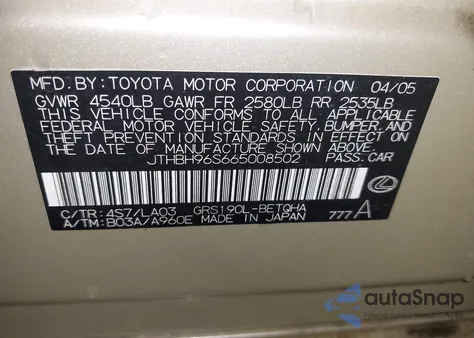 MFD. BY: TOYOTA MOTOR CORPORATION 04/05
GVWR 4540LB GAWR FR 2580LB RR 2535LB
THIS VEHICLE CONFORMS TO ALL APPLICABLE
FEDERAL MOTOR VEHICLE SAFETY, BUMPER, AND
THEFT PREVENTION STANDARDS IN EFFECT ON
THE DATE OF MANUFACTURE SHOWN ABOVE.
JTHBH96S665008502 PASS. CAR
C/TR: 4S7/LA03 GRS190L-BETQHA
A/TM: B03A/A960E MADE IN JAPAN 777 A
autoSnap